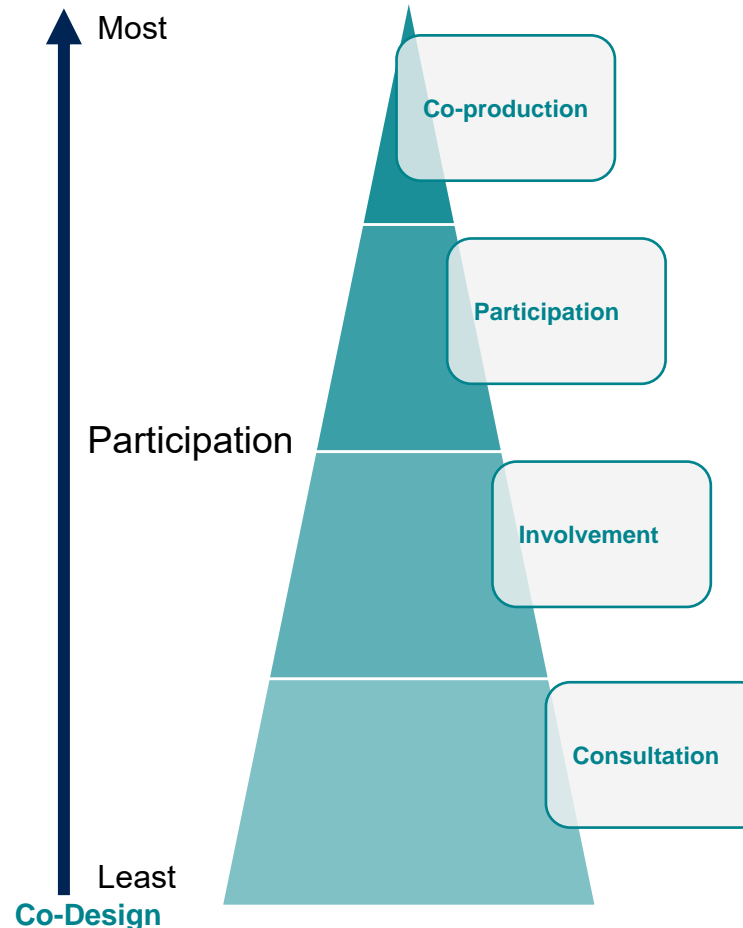 Most
Co-production
Participation
Participation
Involvement
Consultation
Least
Co-Design